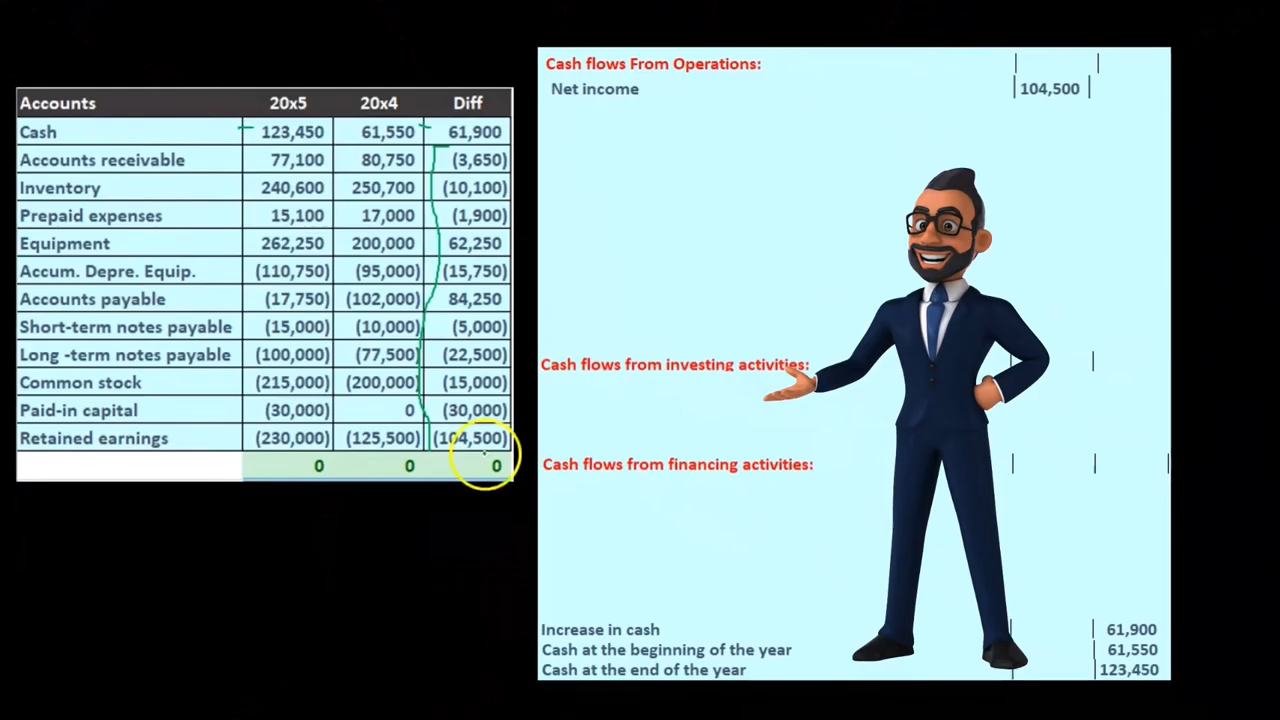 Accounts 20x5 20x4 Diff
Cash 123,450 61,550 61,900
Accounts receivable 77,100 80,750 (3,650)
Inventory 240,600 250,700 (10,100)
Prepaid expenses 15,100 17,000 (1,900)
Equipment 262,250 200,000 62,250
Accum. Depre. Equip. (110,750) (95,000) (15,750)
Accounts payable (17,750) (102,000) 84,250
Short-term notes payable (15,000) (10,000) (5,000)
Long -term notes payable (100,000) (77,500) (22,500)
Common stock (215,000) (200,000) (15,000)
Paid-in capital (30,000) 0 (30,000)
Retained earnings (230,000) (125,500) (104,500)
0 0 0
Cash flows From Operations:
Net income 104,500
Cash flows from investing activities:
Cash flows from financing activities:
Increase in cash 61,900
Cash at the beginning of the year 61,550
Cash at the end of the year 123,450